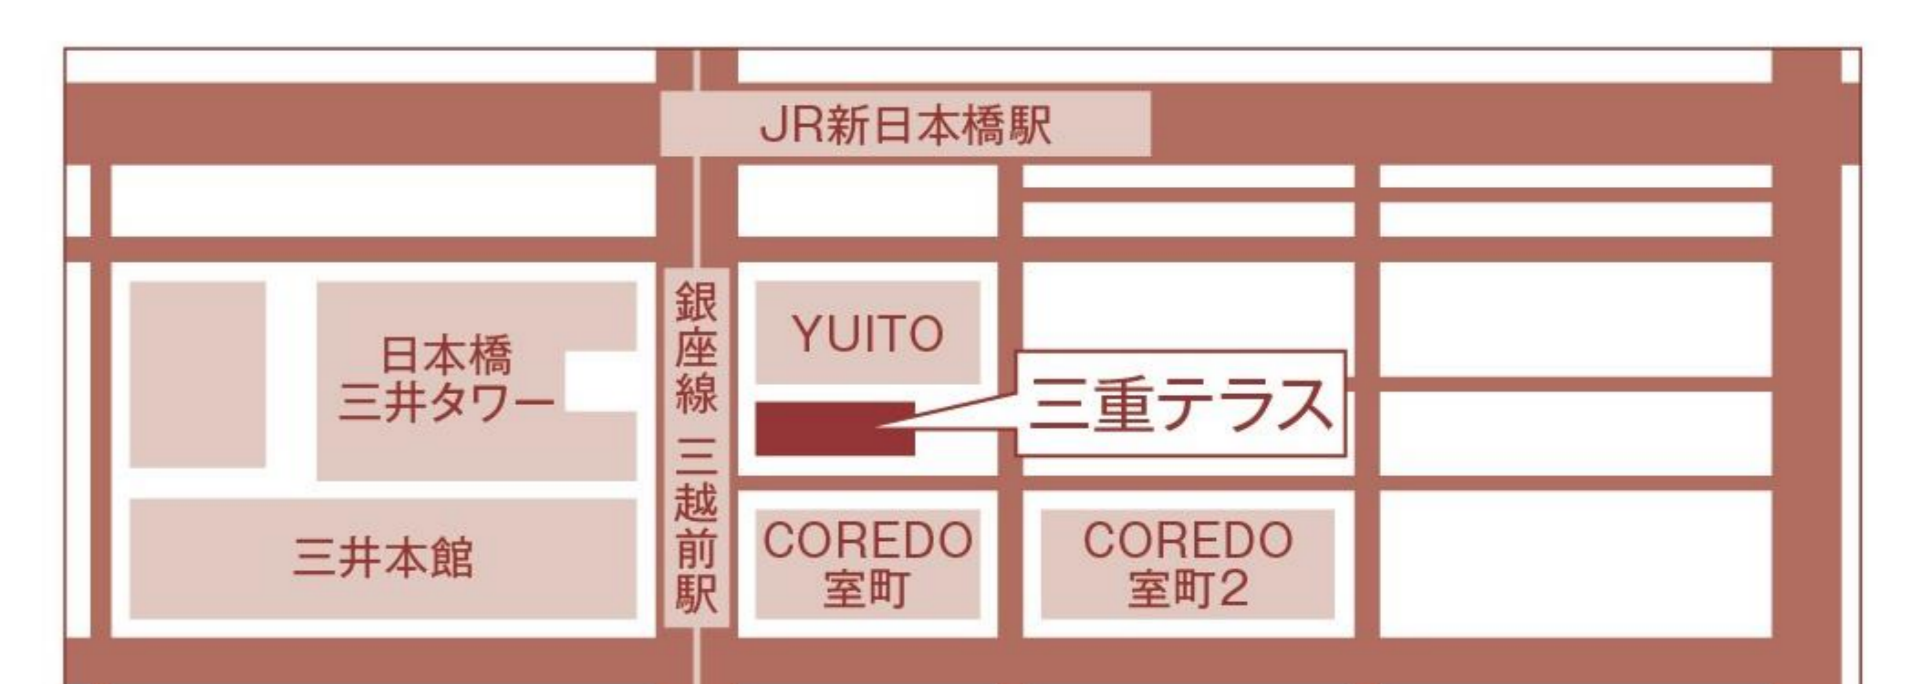 JR新日本橋駅
日本橋
三井タワー
三井本館
銀座線 三越前駅
YUITO
三重テラス
COREDO
室町
COREDO
室町2